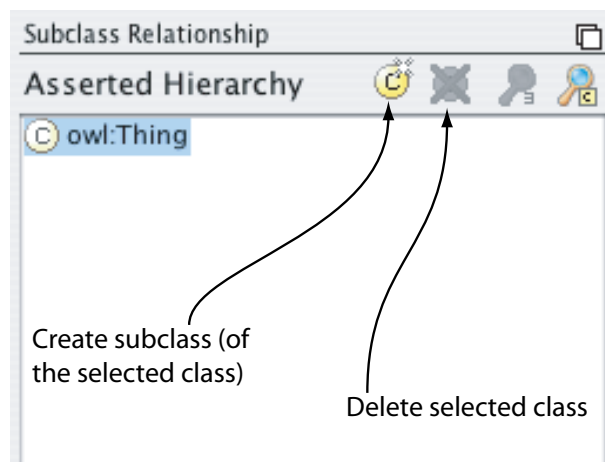 Subclass Relationship
Asserted Hierarchy
C owl:Thing
Create subclass (of
the selected class)
Delete selected class